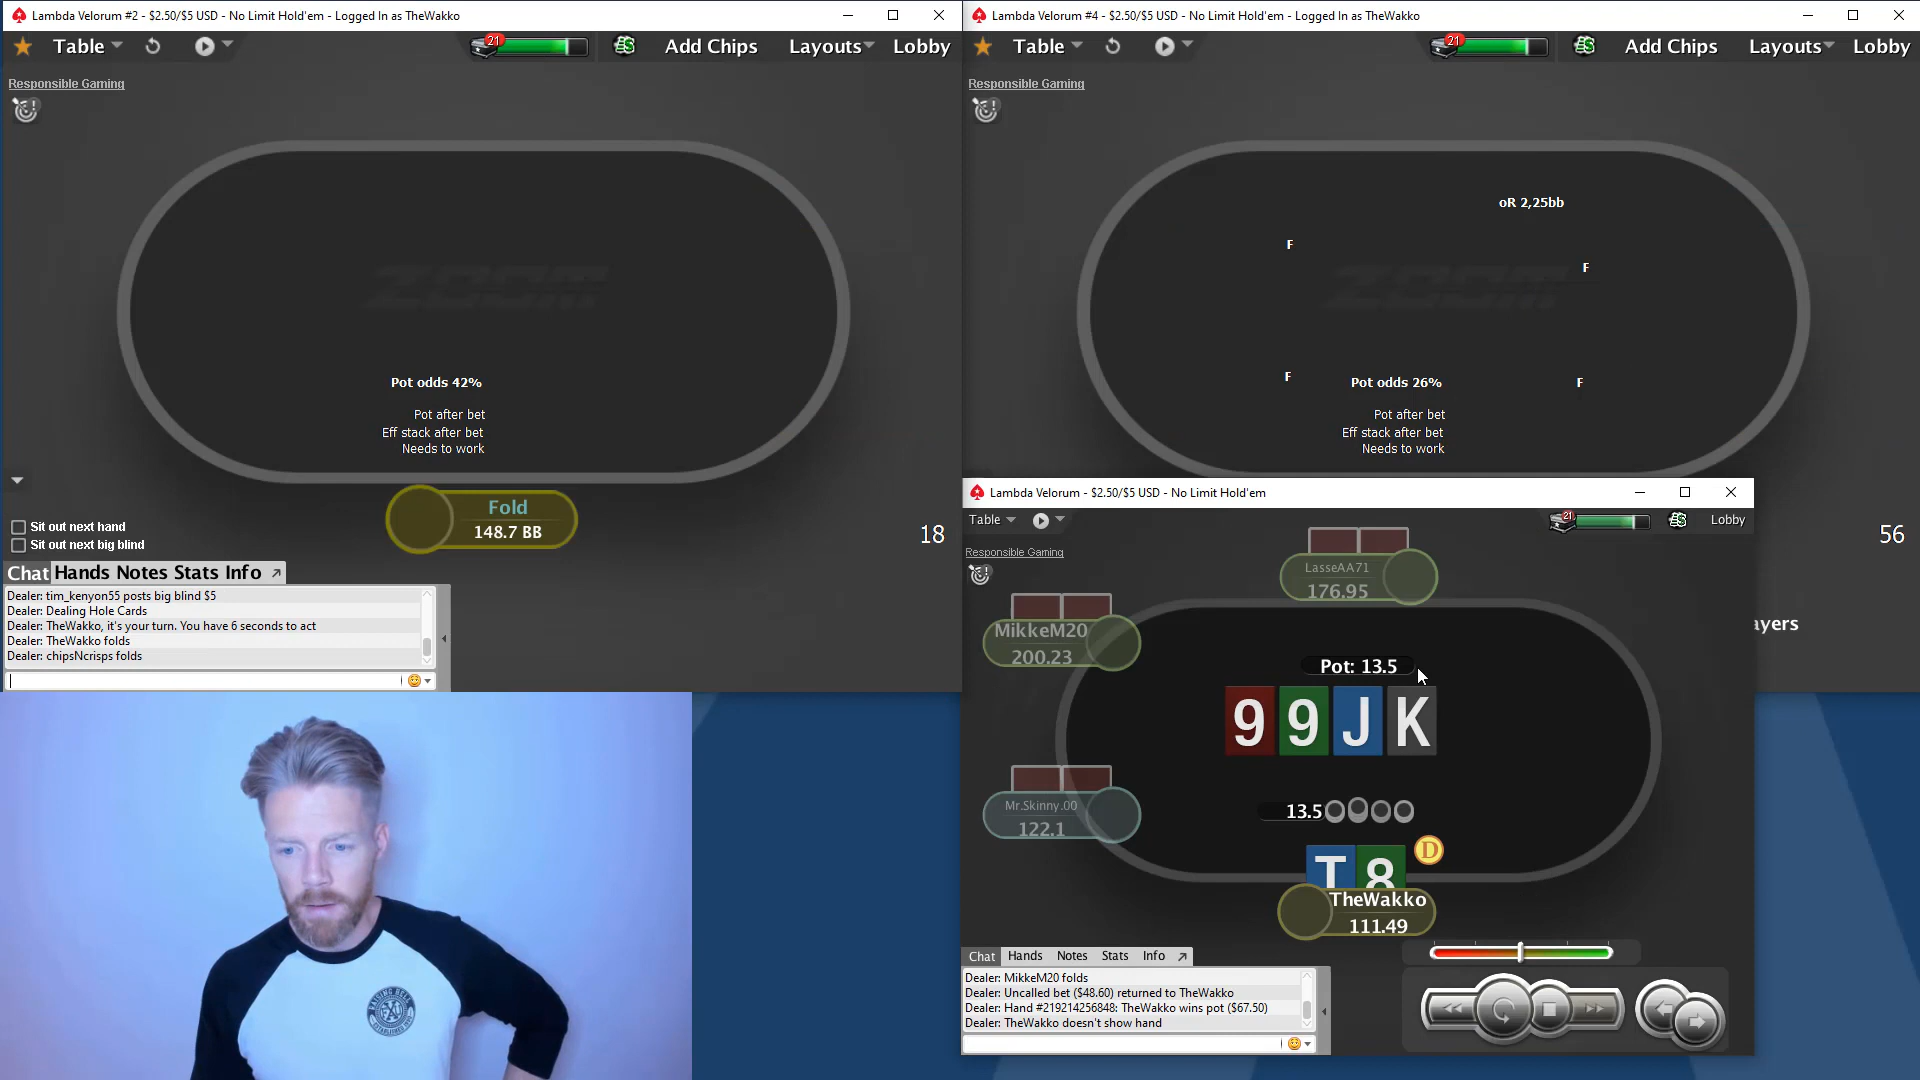 Lambda Velorum #2 - $2.50/$5 USD - No Limit Hold'em - Logged In as TheWakko
Table
21
Add Chips
Layouts
Lobby
Responsible Gaming
ZOOM
Pot odds 42%
Pot after bet
Eff stack after bet
Needs to work
Fold
148.7 BB
18
Sit out next hand
Sit out next big blind
Chat Hands Notes Stats Info
Dealer: tim_kenyon55 posts big blind $5
Dealer: Dealing Hole Cards
Dealer: TheWakko, it's your turn. You have 6 seconds to act
Dealer: TheWakko folds
Dealer: chipsNcrisps folds
Lambda Velorum #4 - $2.50/$5 USD - No Limit Hold'em - Logged In as TheWakko
Table
21
Add Chips
Layouts
Lobby
Responsible Gaming
oR 2,25bb
F
F
ZOOM
F
F
Pot odds 26%
Pot after bet
Eff stack after bet
Needs to work
56
ayers
Lambda Velorum - $2.50/$5 USD - No Limit Hold'em
Table
21
Lobby
Responsible Gaming
LasseAA71
176.95
MikkeM20
200.23
Pot: 13.5
9 9 J K
Mr.Skinny.00
122.1
13.5
D
T 8
TheWakko
111.49
Chat Hands Notes Stats Info
Dealer: MikkeM20 folds
Dealer: Uncalled bet ($48.60) returned to TheWakko
Dealer: Hand #219214256848: TheWakko wins pot ($67.50)
Dealer: TheWakko doesn't show hand